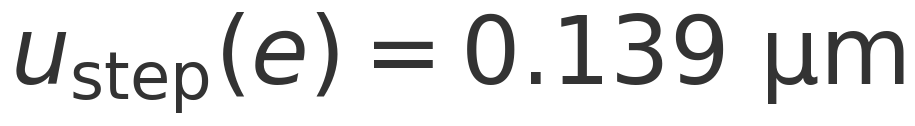 u_step(e) = 0.139 µm